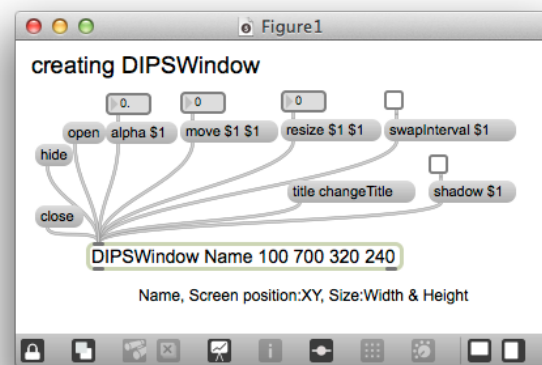 Figure1
creating DIPSWindow
0. 0 0
open alpha $1 move $1 $1 resize $1 $1 swapInterval $1
hide
title changeTitle shadow $1
close
DIPSWindow Name 100 700 320 240
Name, Screen position:XY, Size:Width & Height